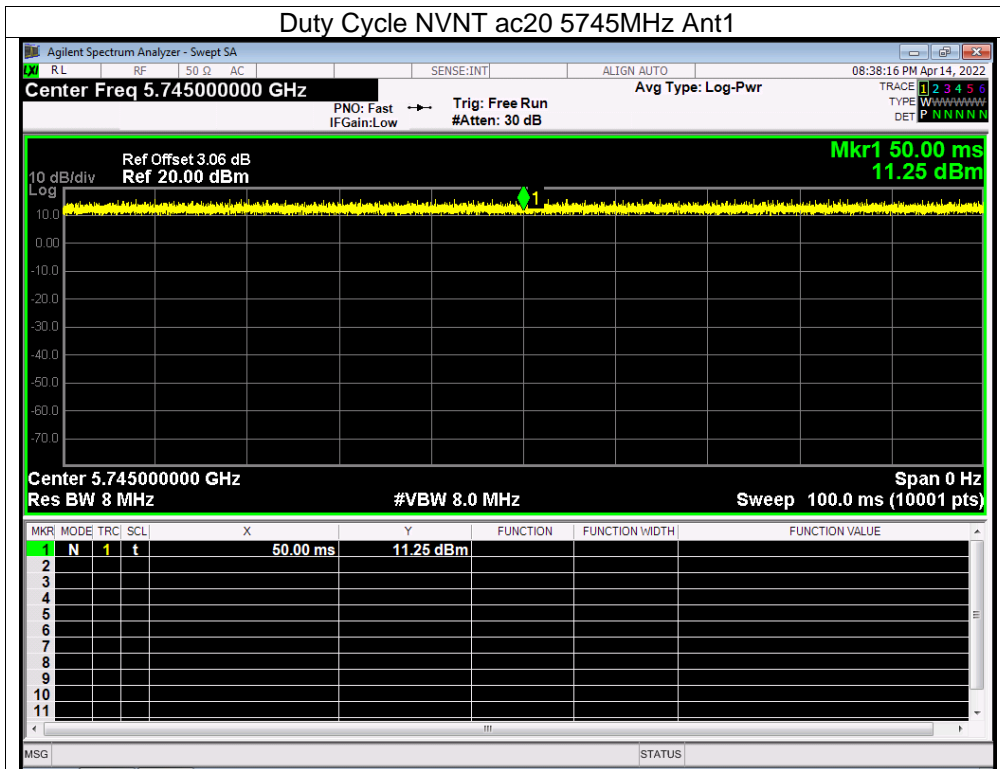 Duty Cycle NVNT ac20 5745MHz Ant1
Agilent Spectrum Analyzer - Swept SA
LXI RL RF 50 Ω AC SENSE:INT ALIGN AUTO 08:38:16 PM Apr 14, 2022
Center Freq 5.745000000 GHz
PNO: Fast
IFGain:Low
Trig: Free Run
#Atten: 30 dB
Avg Type: Log-Pwr
TRACE 1 2 3 4 5 6
TYPE W
DET P N N N N N
Mkr1 50.00 ms
11.25 dBm
Ref Offset 3.06 dB
10 dB/div Ref 20.00 dBm
Log
1
10.0
0.00
-10.0
-20.0
-30.0
-40.0
-50.0
-60.0
-70.0
Center 5.745000000 GHz Span 0 Hz
Res BW 8 MHz #VBW 8.0 MHz Sweep 100.0 ms (10001 pts)
MKR MODE TRC SCL X Y FUNCTION FUNCTION WIDTH FUNCTION VALUE
1 N 1 t 50.00 ms 11.25 dBm
2
3
4
5
6
7
8
9
10
11
MSG STATUS